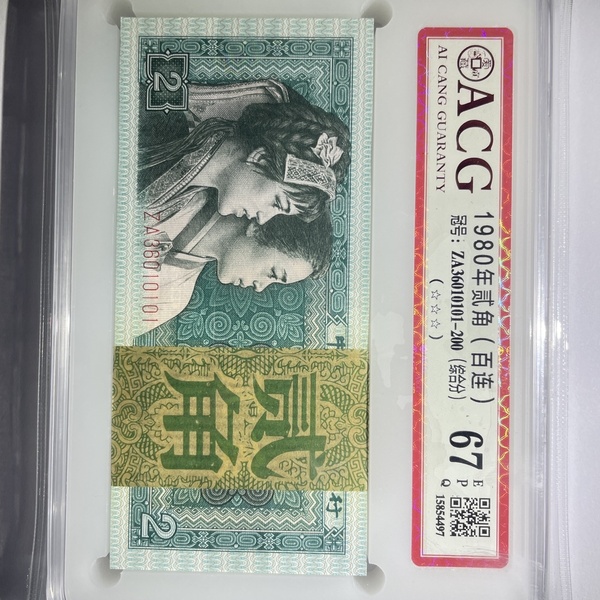 ACG
AI CANG GUARANTY
1980年贰角（百连）
冠号：ZA36010101-200（综合分）
（☆☆☆）
67 E P Q
15854497
2
ZA36010101
贰角
行
2